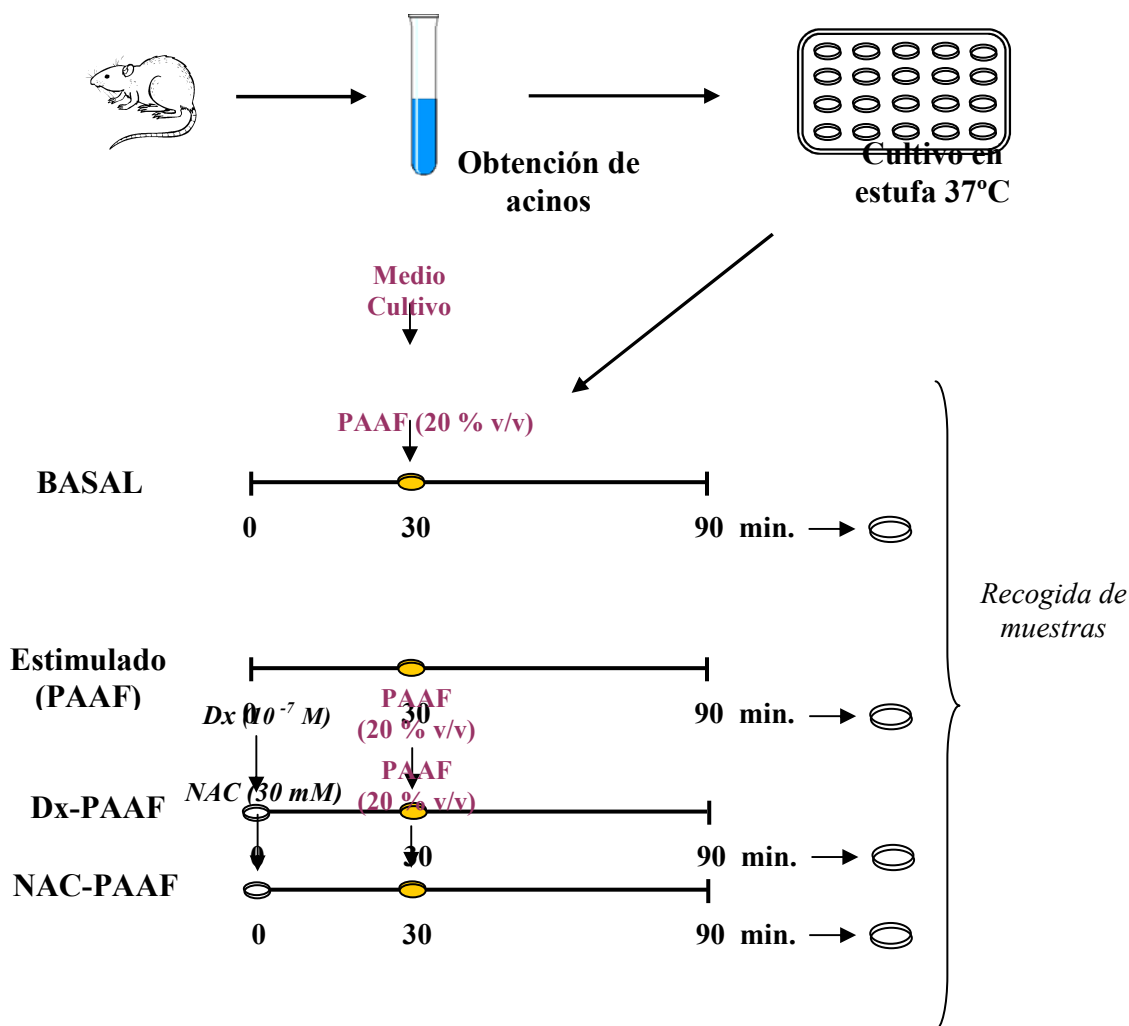 Obtención de
acinos
Cultivo en
estufa 37ºC
Medio
Cultivo
PAAF (20 % v/v)
BASAL
0 30 90 min.
Recogida de
muestras
Estimulado
(PAAF)
0 30 90 min.
Dx (10 -7 M)
PAAF
(20 % v/v)
Dx-PAAF
0 30 90 min.
NAC (30 mM)
PAAF
(20 % v/v)
NAC-PAAF
0 30 90 min.